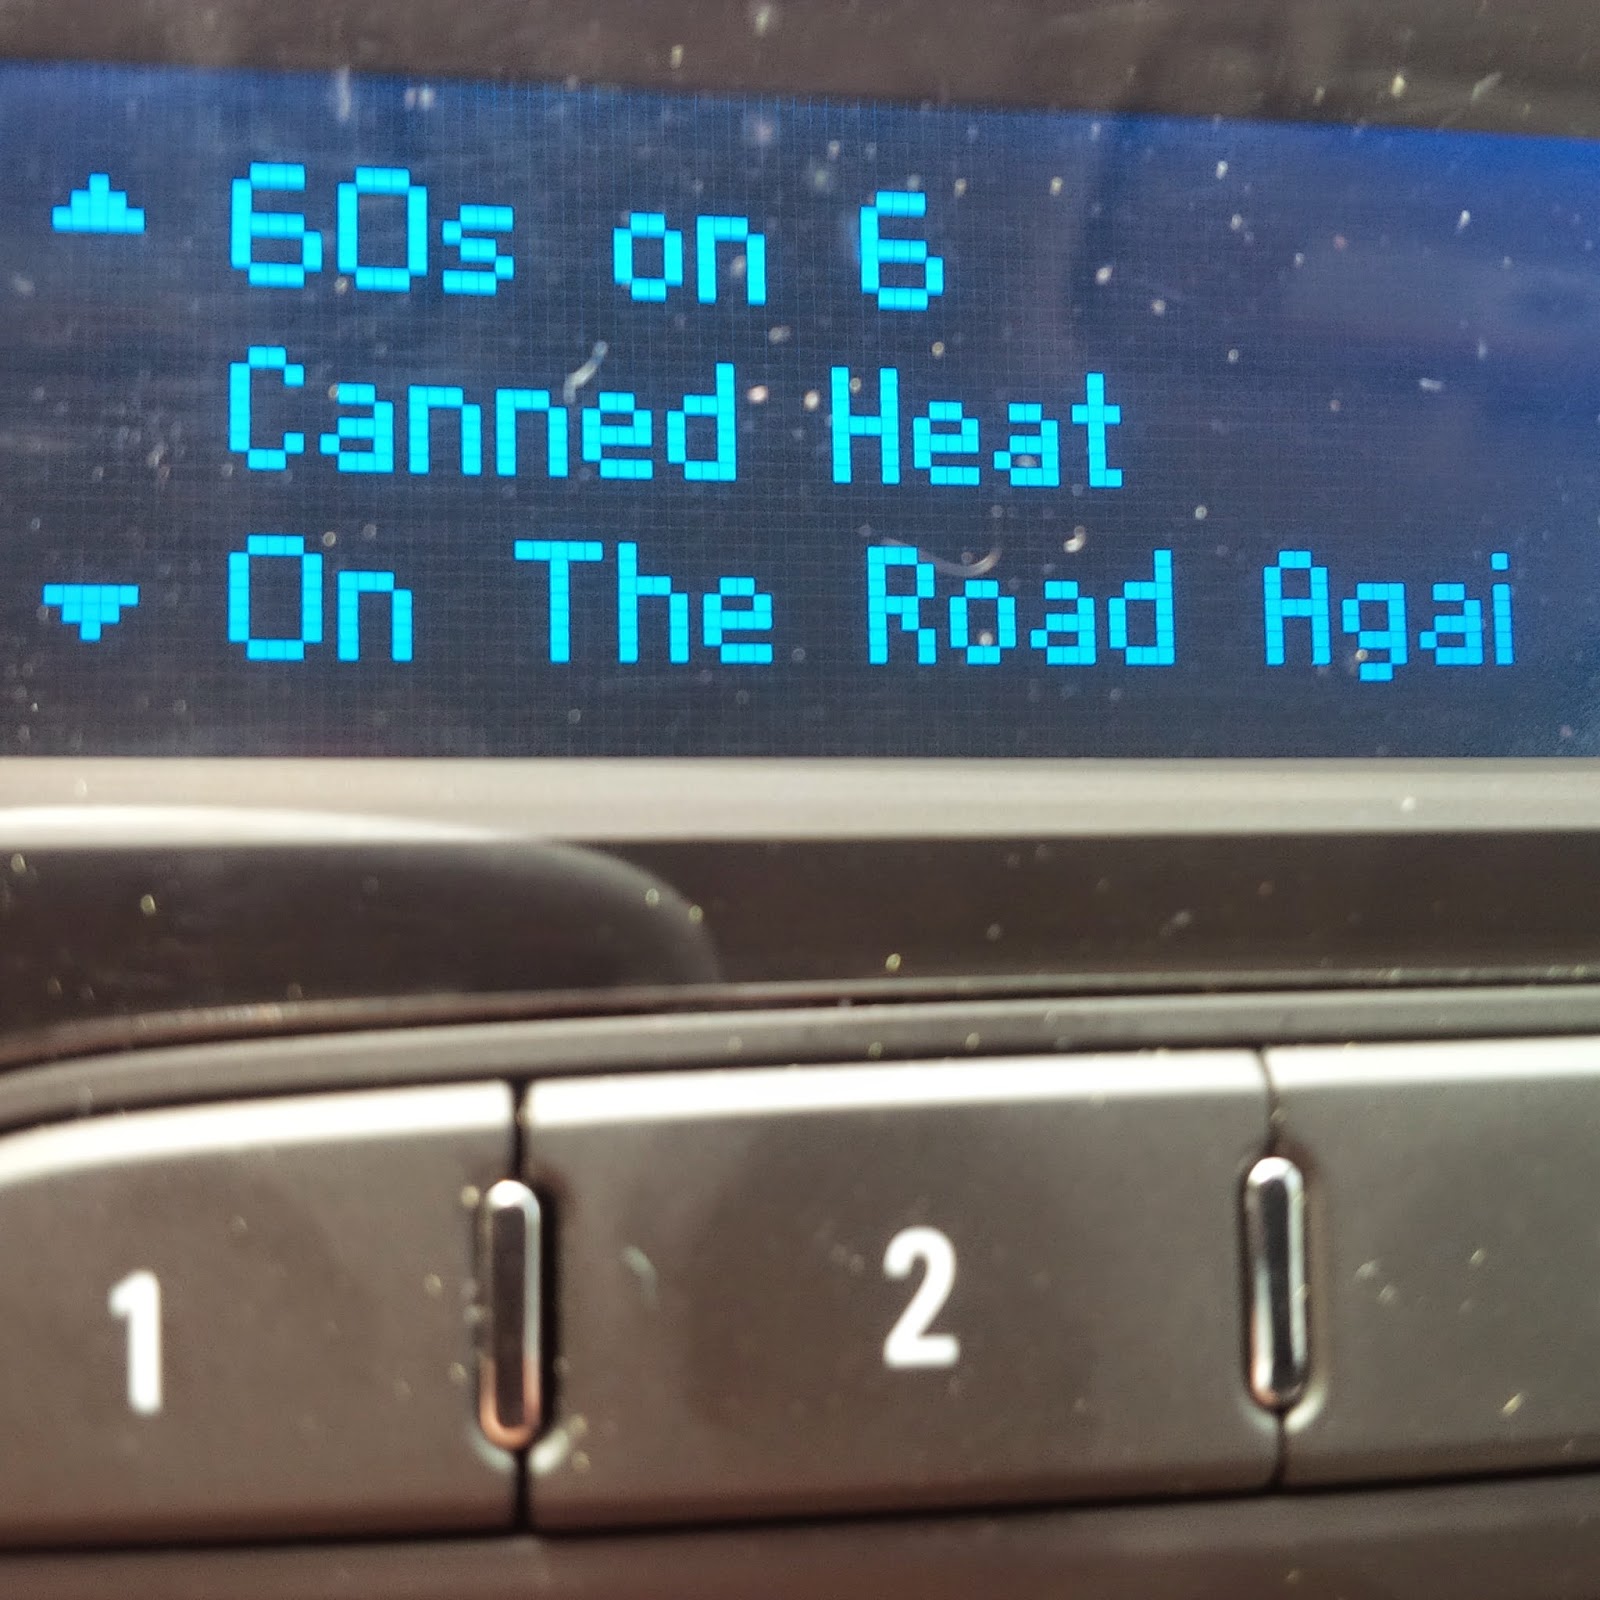 60s on 6
Canned Heat
On The Road Agai
1
2